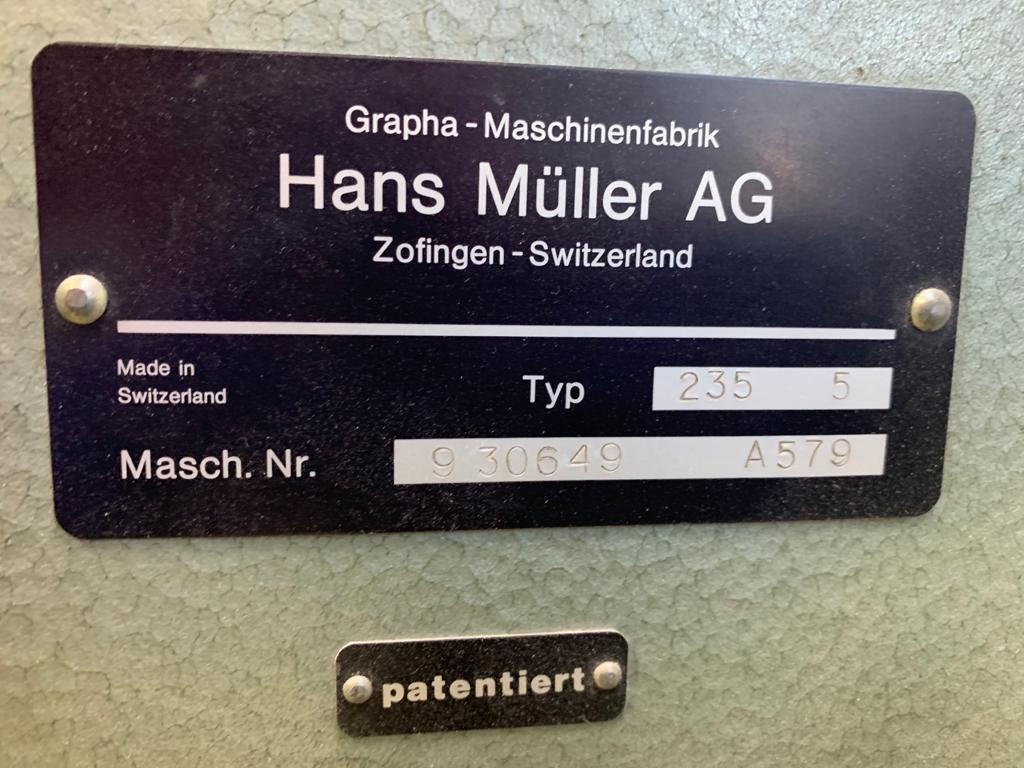 Grapha - Maschinenfabrik
Hans Müller AG
Zofingen - Switzerland
Made in
Switzerland
Typ 235 5
Masch. Nr. 9 30649 A579
patentiert